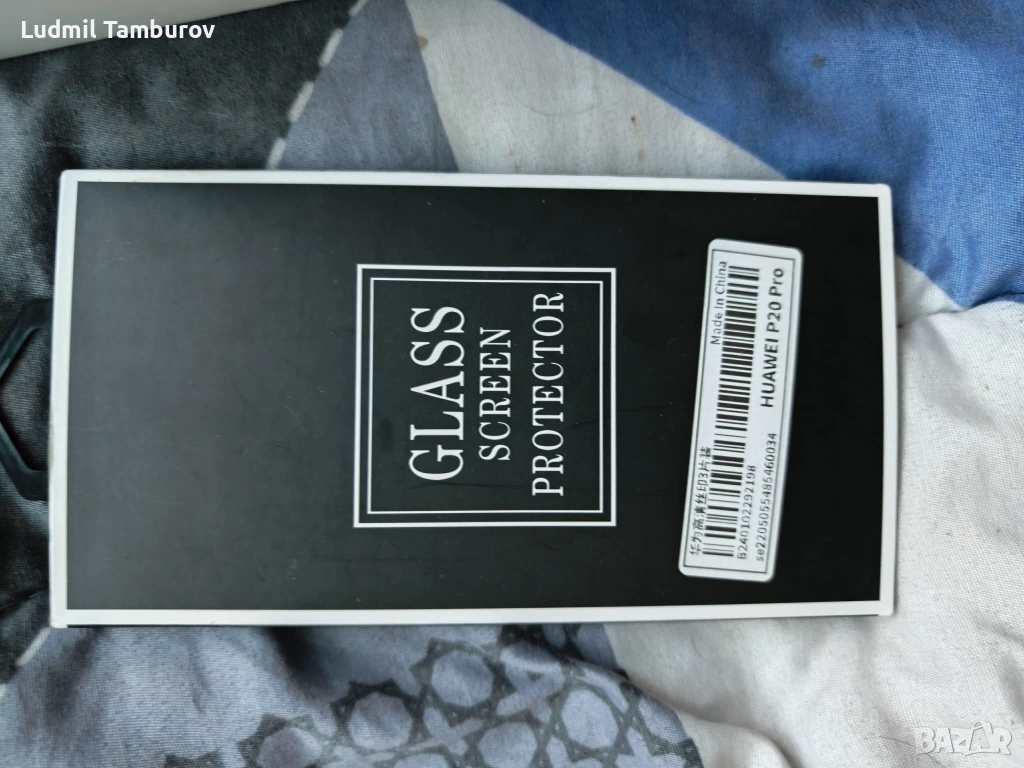 Ludmil Tamburov
GLASS
SCREEN
PROTECTOR
华为高清丝印3片装
Made in China
B240102292198
HUAWEI P20 Pro
se2205055485460034
BAZAR